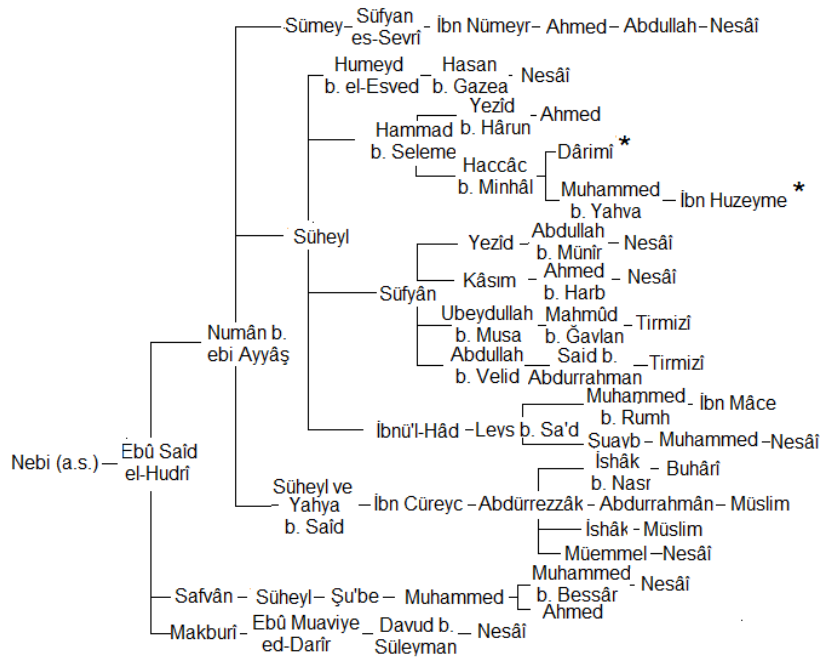 Sümey
Süfyan
es-Sevrî
İbn Nümeyr
Ahmed
Abdullah
Nesâî
Humeyd
b. el-Esved
Hasan
b. Gazea
Nesâî
Yezîd
b. Hârun
Ahmed
Hammad
b. Seleme
Haccâc
b. Minhâl
Dârimî *
Muhammed
b. Yahva
İbn Huzeyme *
Süheyl
Yezîd
Abdullah
b. Münîr
Nesâî
Kâsım
Ahmed
b. Harb
Nesâî
Süfyân
Ubeydullah
b. Musa
Mahmûd
b. Ğavlan
Tirmizî
Abdullah
b. Velid
Said b.
Abdurrahman
Tirmizî
Numân b.
ebi Ayyâş
İbnü'l-Hâd
Leys b. Sa'd
Muhammed
b. Rumh
İbn Mâce
Şuayb
Muhammed
Nesâî
Nebi (a.s.)
Ebû Saîd
el-Hudrî
Süheyl ve
Yahya
b. Saîd
İbn Cüreyc
Abdürrezzâk
İshâk
b. Nasr
Buhârî
Abdurrahmân
Müslim
İshâk
Müslim
Müemmel
Nesâî
Safvân
Süheyl
Şu'be
Muhammed
Muhammed
b. Bessâr
Nesâî
Ahmed
Makburî
Ebû Muaviye
ed-Darîr
Davud b.
Süleyman
Nesâî